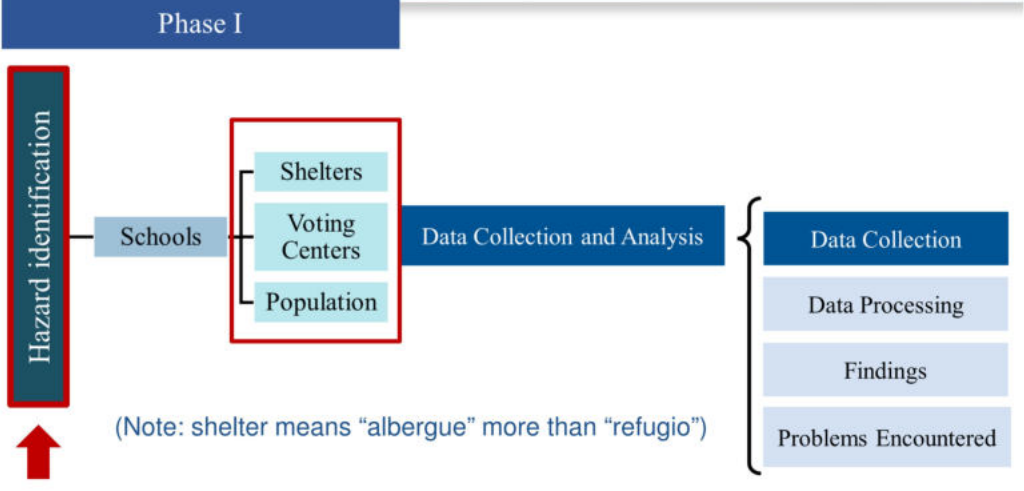 Phase I
Hazard identification
Schools
Shelters
Voting
Centers
Population
Data Collection and Analysis
Data Collection
Data Processing
Findings
Problems Encountered
(Note: shelter means “albergue” more than “refugio”)